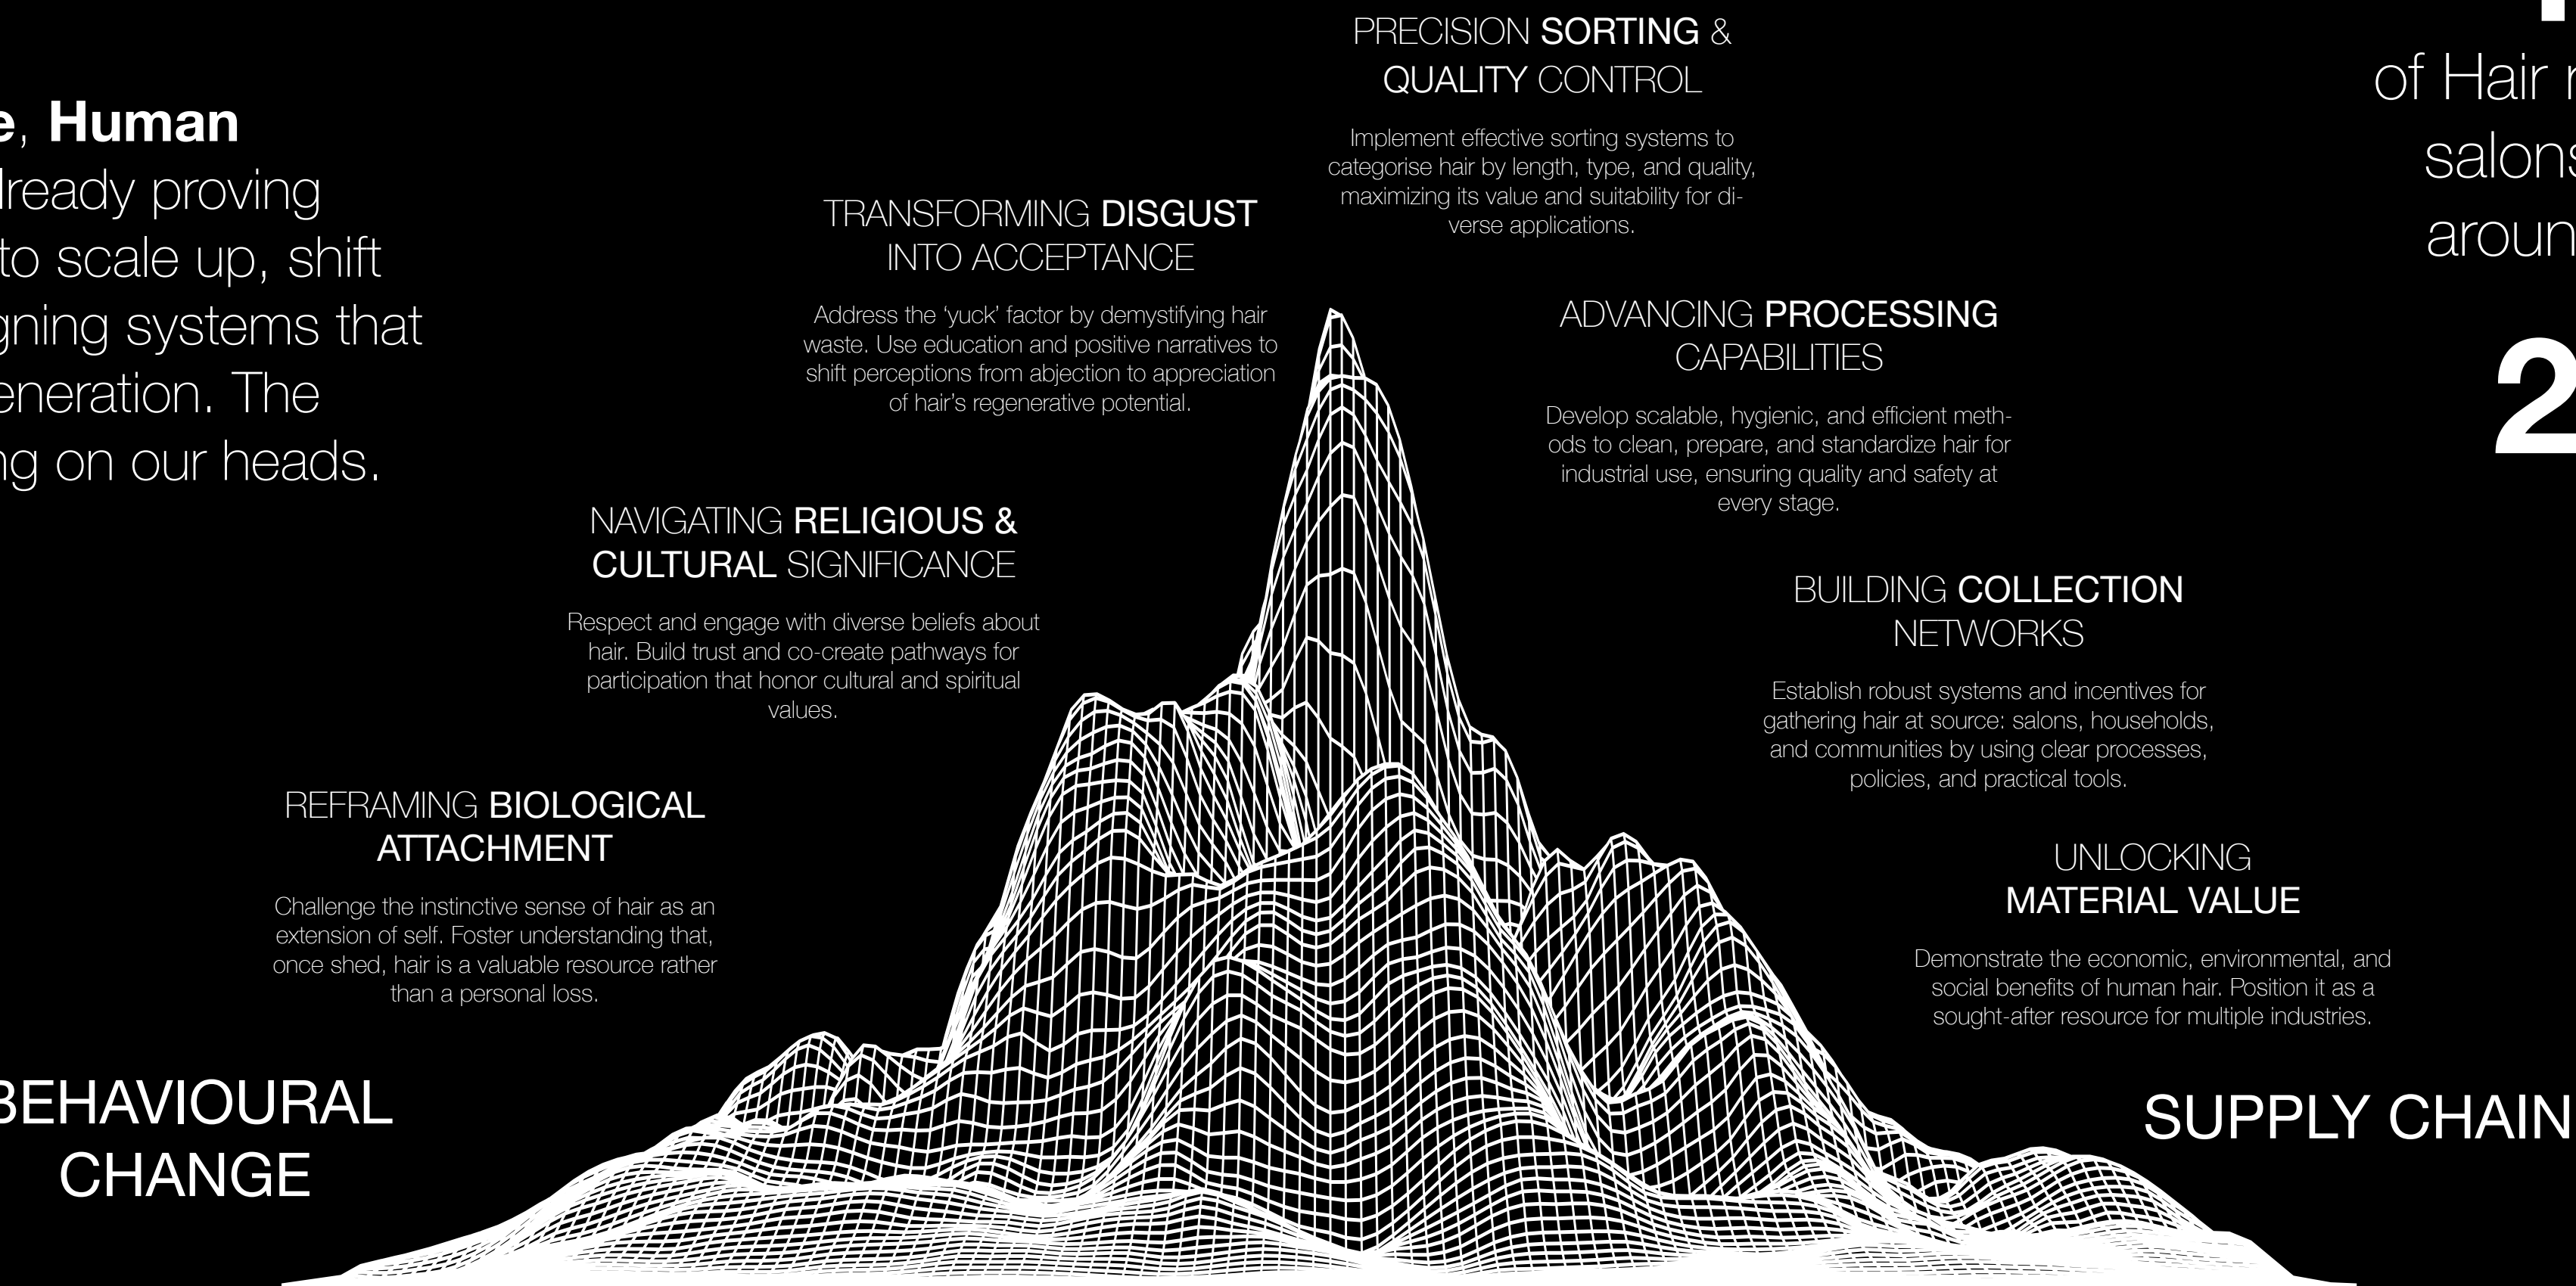 e, Human
lready proving
to scale up, shift
gning systems that
eneration. The
ng on our heads.
PRECISION SORTING &
QUALITY CONTROL
Implement effective sorting systems to
categorise hair by length, type, and quality,
maximizing its value and suitability for di-
verse applications.
TRANSFORMING DISGUST
INTO ACCEPTANCE
Address the ‘yuck’ factor by demystifying hair
waste. Use education and positive narratives to
shift perceptions from abjection to appreciation
of hair’s regenerative potential.
NAVIGATING RELIGIOUS &
CULTURAL SIGNIFICANCE
Respect and engage with diverse beliefs about
hair. Build trust and co-create pathways for
participation that honor cultural and spiritual
values.
REFRAMING BIOLOGICAL
ATTACHMENT
Challenge the instinctive sense of hair as an
extension of self. Foster understanding that,
once shed, hair is a valuable resource rather
than a personal loss.
BEHAVIOURAL
CHANGE
ADVANCING PROCESSING
CAPABILITIES
Develop scalable, hygienic, and efficient meth-
ods to clean, prepare, and standardize hair for
industrial use, ensuring quality and safety at
every stage.
BUILDING COLLECTION
NETWORKS
Establish robust systems and incentives for
gathering hair at source: salons, households,
and communities by using clear processes,
policies, and practical tools.
UNLOCKING
MATERIAL VALUE
Demonstrate the economic, environmental, and
social benefits of human hair. Position it as a
sought-after resource for multiple industries.
SUPPLY CHAIN
of Hair
salons
aroun
2